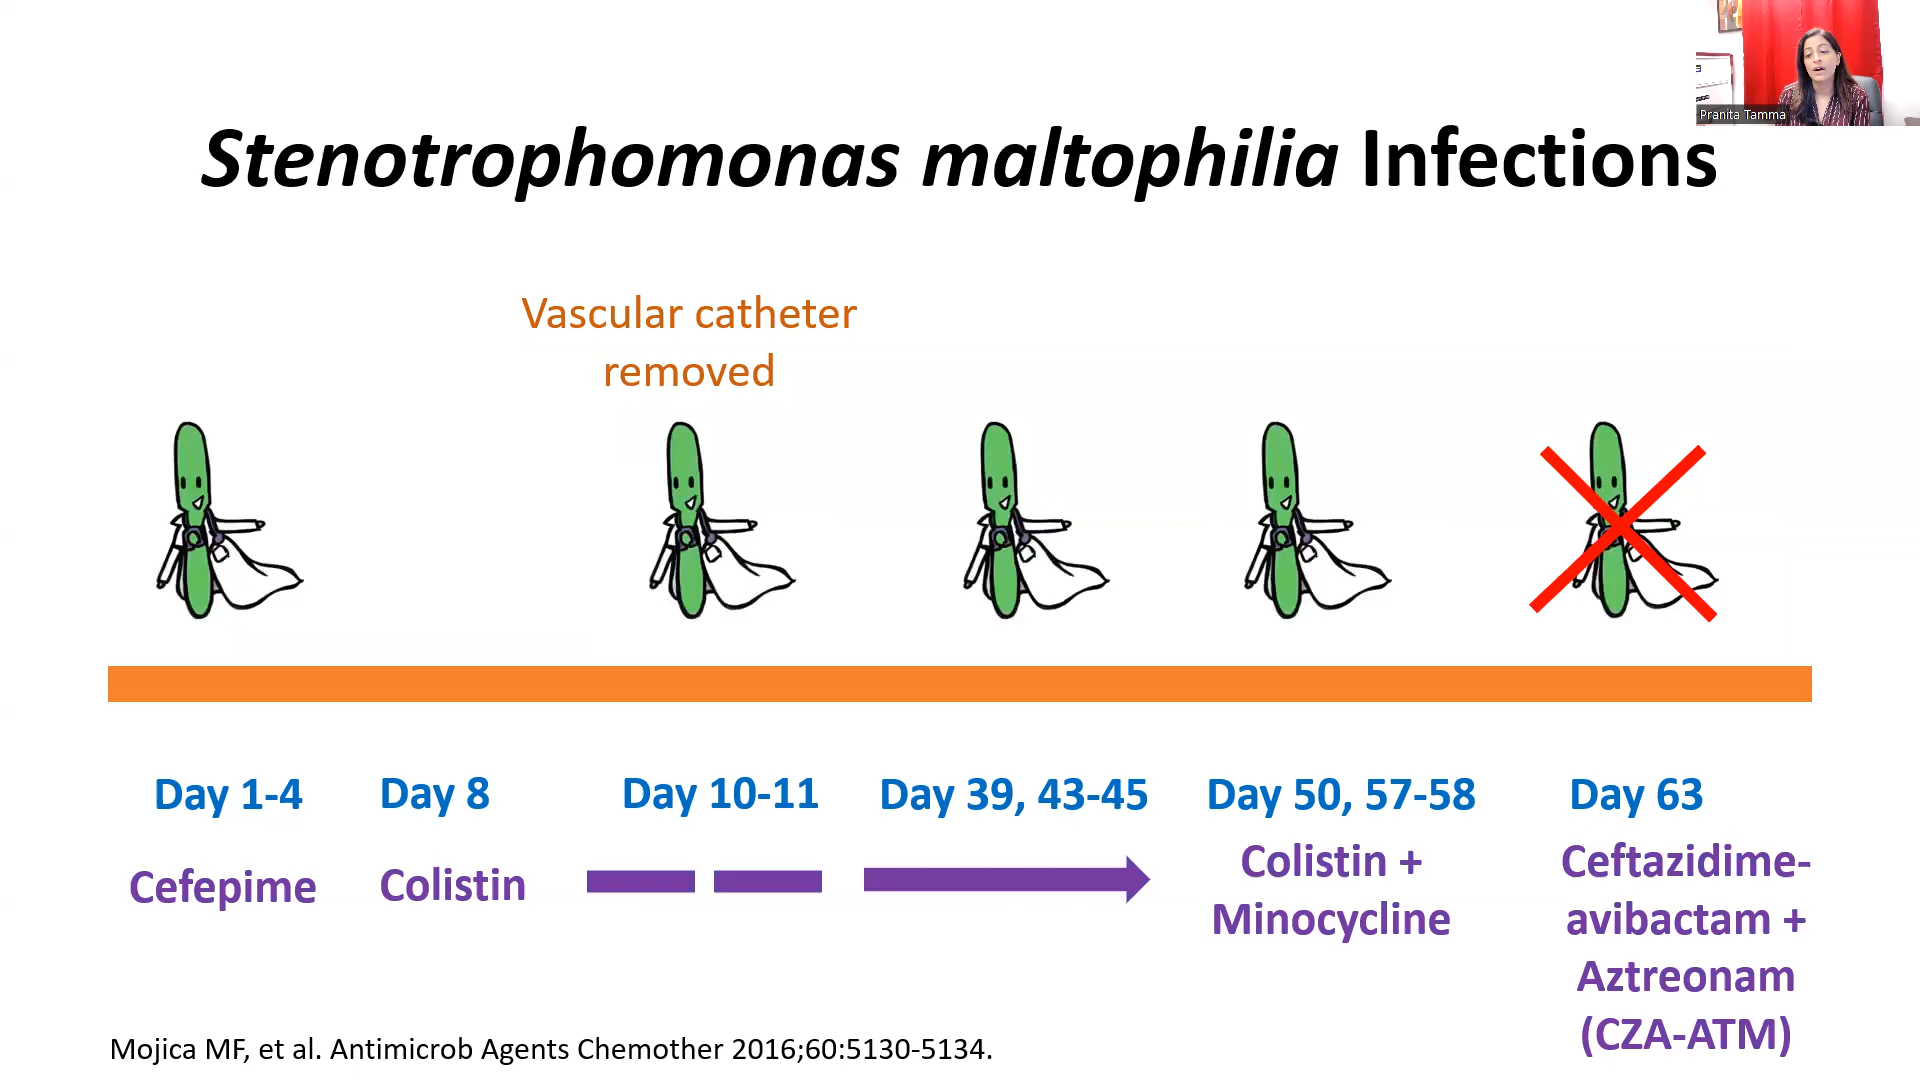 Pranita Tamma
Stenotrophomonas maltophilia Infections
Vascular catheter
removed
Day 1-4
Day 8
Day 10-11
Day 39, 43-45
Day 50, 57-58
Day 63
Cefepime
Colistin
Colistin +
Minocycline
Ceftazidime-
avibactam +
Aztreonam
(CZA-ATM)
Mojica MF, et al. Antimicrob Agents Chemother 2016;60:5130-5134.